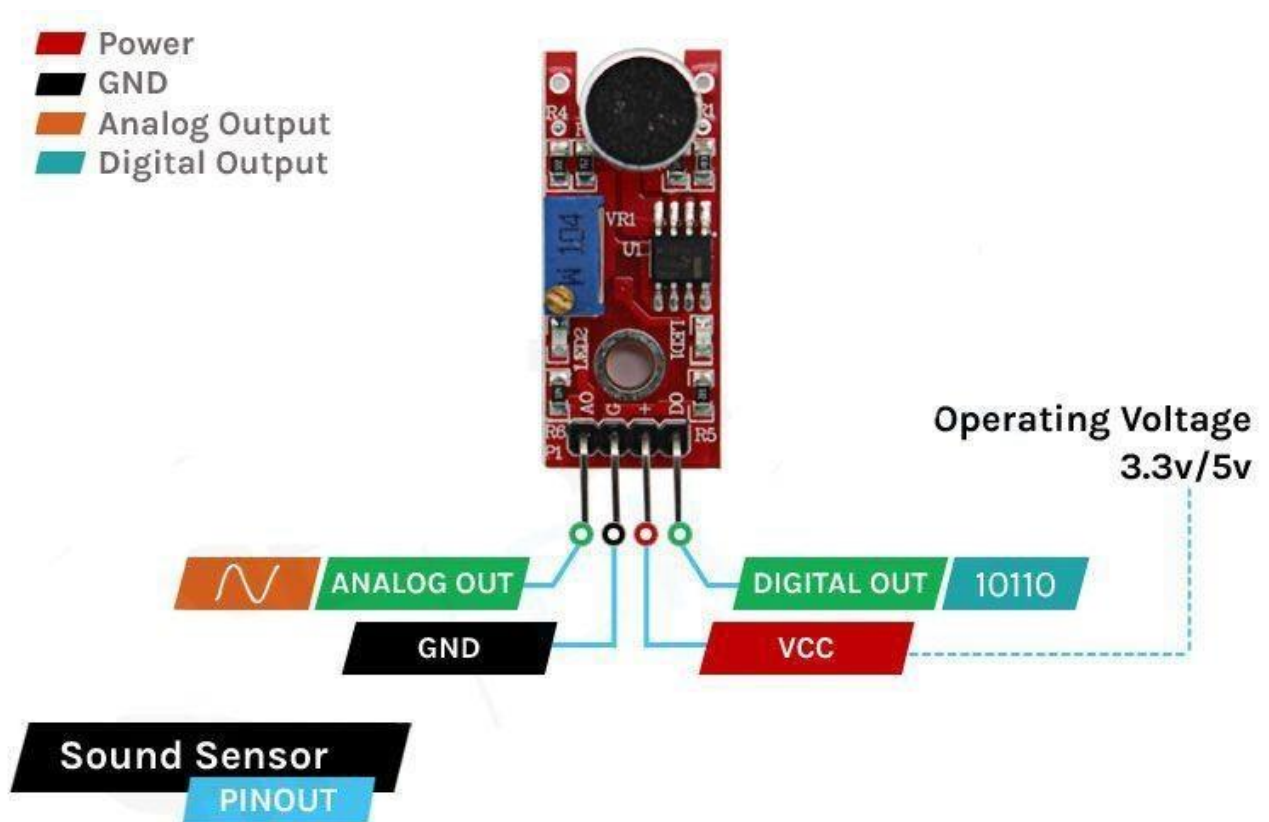 Power
GND
Analog Output
Digital Output
R4
R1
VR1
W 104
U1
LED2
LED1
AO
G
+
DO
R6
R5
P1
Operating Voltage
3.3v/5v
ANALOG OUT
DIGITAL OUT
10110
GND
VCC
Sound Sensor
PINOUT